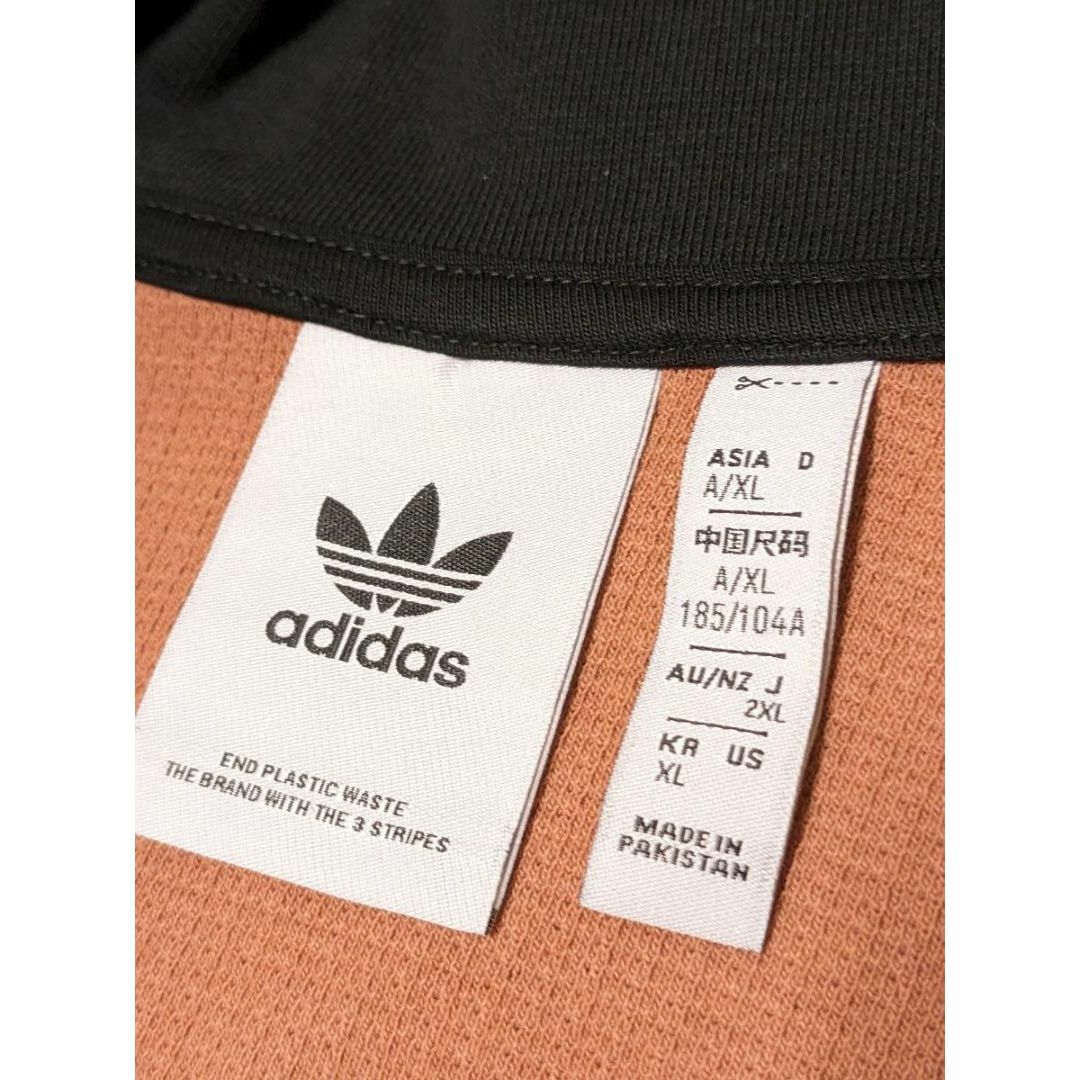 adidas
END PLASTIC WASTE
THE BRAND WITH THE 3 STRIPES
ASIA D
A/XL
中国尺码
A/XL
185/104A
AU/NZ J
2XL
KR US
XL
MADE IN
PAKISTAN